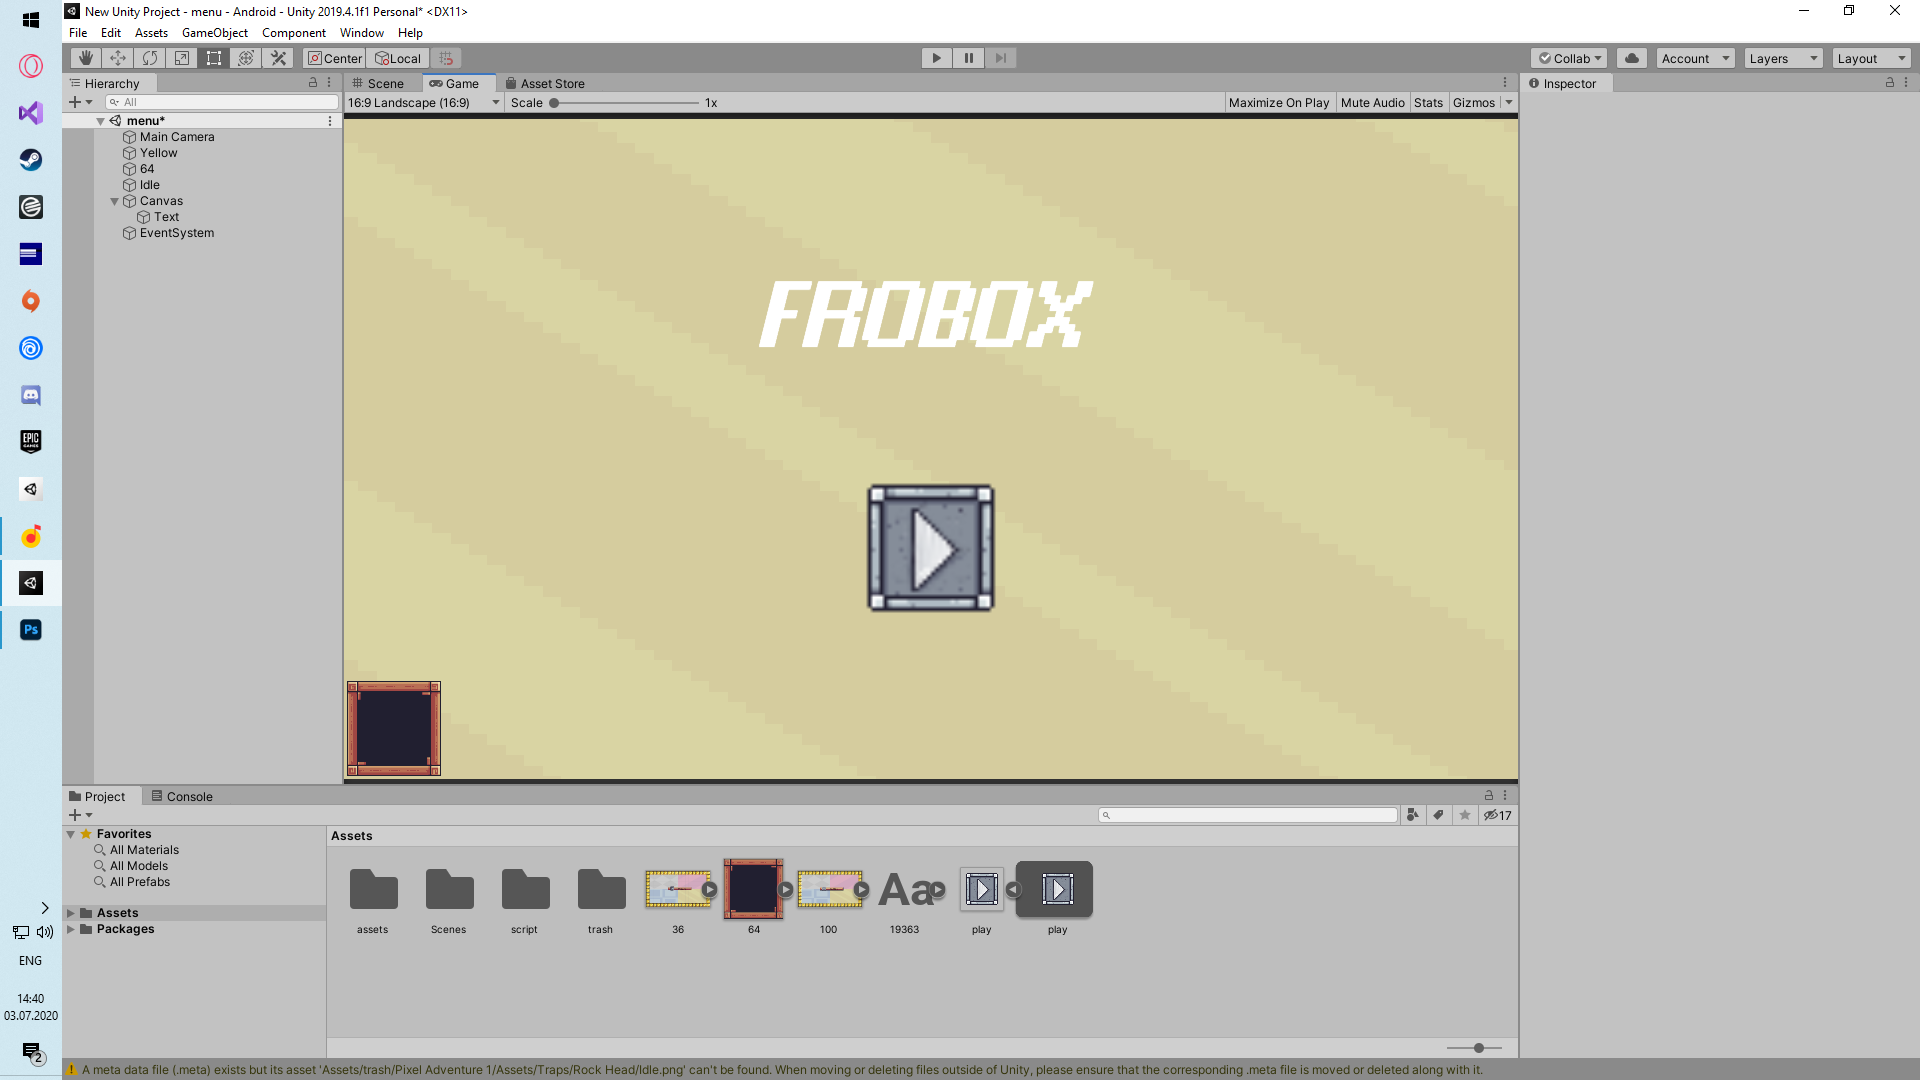 New Unity Project - menu - Android - Unity 2019.4.1f1 Personal* <DX11>
File Edit Assets GameObject Component Window Help
Center Local Collab Account Layers Layout
Hierarchy Scene Game Asset Store Inspector
All 16:9 Landscape (16:9) Scale 1x Maximize On Play Mute Audio Stats Gizmos
menu*
Main Camera
Yellow
64
Idle
Canvas
Text
EventSystem
FROBOX
EPIC
GAMES
Ps
Project Console
17
Favorites
All Materials
All Models
All Prefabs
Assets
Packages
Assets
Aa
assets Scenes script trash 36 64 100 19363 play play
ENG
14:40
03.07.2020
2
A meta data file (.meta) exists but its asset 'Assets/trash/Pixel Adventure 1/Assets/Traps/Rock Head/Idle.png' can't be found. When moving or deleting files outside of Unity, please ensure that the corresponding .meta file is moved or deleted along with it.